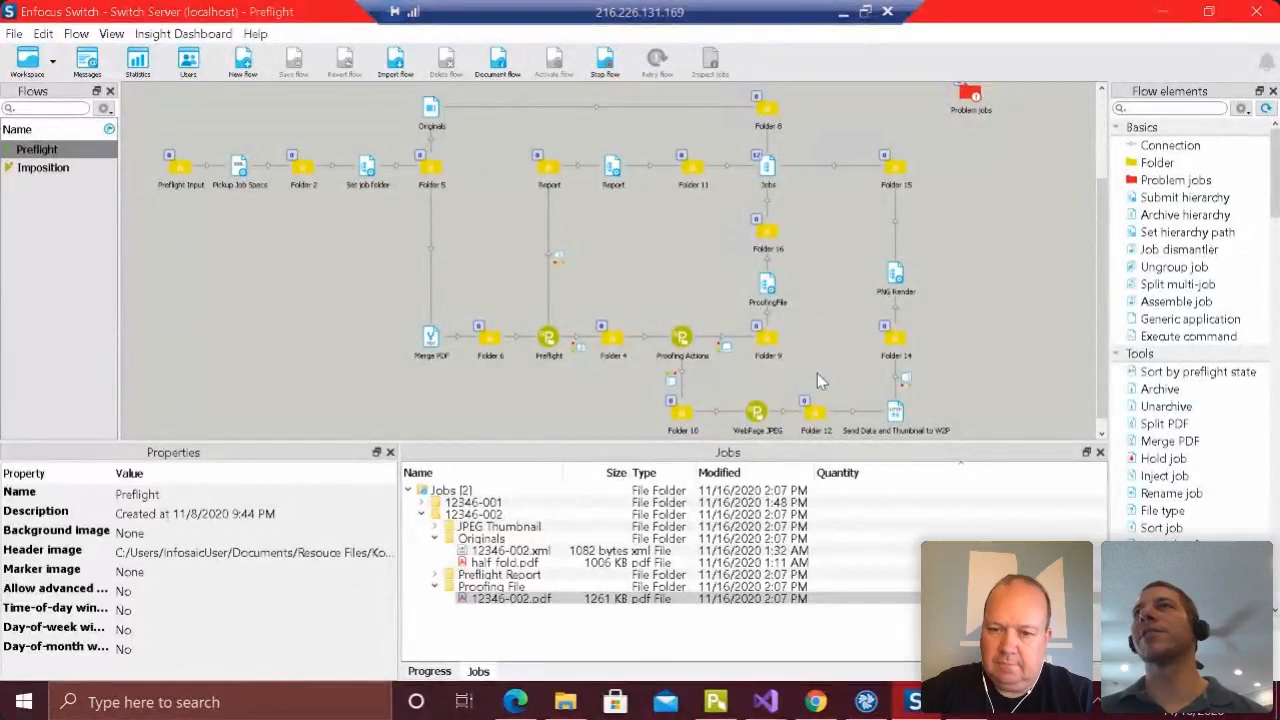 Enfocus Switch - Switch Server (localhost) - Preflight
216.226.131.169
File Edit Flow View Insight Dashboard Help
Workspace Messages Statistics Users New flow Save flow Revert flow Import flow Delete flow Document flow Activate flow Stop flow Retry flow Inspect jobs
Flows
Name
Preflight
Imposition
Problem jobs
Originals Folder 8
Preflight Input Pickup Job Specs Folder 2 Set job folder Folder 5 Report Report Folder 11 Jobs Folder 15
Folder 16
ProofingFile PNG Render
Merge PDF Folder 6 Preflight Folder 4 Proofing Actions Folder 9 Folder 14
Folder 10 WebPage JPEG Folder 12 Send Data and Thumbnail to W2P
Flow elements
Basics
Connection
Folder
Problem jobs
Submit hierarchy
Archive hierarchy
Set hierarchy path
Job dismantler
Ungroup job
Split multi-job
Assemble job
Generic application
Execute command
Tools
Sort by preflight state
Archive
Unarchive
Split PDF
Merge PDF
Hold job
Inject job
Rename job
File type
Sort job
Properties
Property Value
Name Preflight
Description Created at 11/8/2020 9:44 PM
Background image None
Header image C:/Users/InfosaicUser/Documents/Resouce Files/Ko...
Marker image None
Allow advanced ... No
Time-of-day win... No
Day-of-week wi... No
Day-of-month w... No
Jobs
Name Size Type Modified Quantity
Jobs [2] File Folder 11/16/2020 2:07 PM
12346-001 File Folder 11/16/2020 1:48 PM
12346-002 File Folder 11/16/2020 2:07 PM
JPEG Thumbnail File Folder 11/16/2020 2:07 PM
Originals File Folder 11/16/2020 2:07 PM
12346-002.xml 1082 bytes xml File 11/16/2020 1:32 AM
half fold.pdf 1006 KB pdf File 11/16/2020 1:11 AM
Preflight Report File Folder 11/16/2020 2:07 PM
Proofing File File Folder 11/16/2020 2:07 PM
12346-002.pdf 1261 KB pdf File 11/16/2020 2:07 PM
Progress Jobs
Type here to search